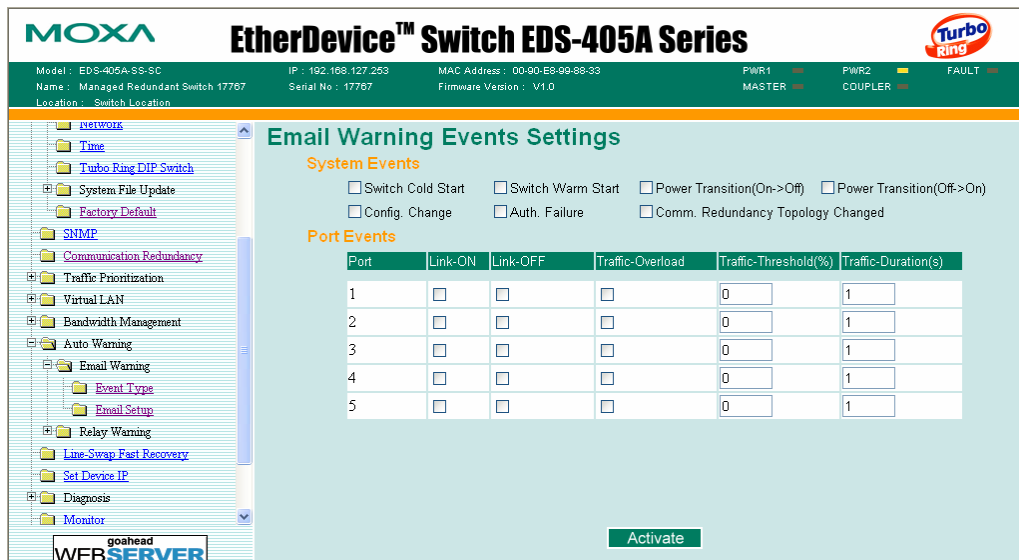 MOXA
EtherDevice™ Switch EDS-405A Series
Turbo Ring
Model : EDS-405A-SS-SC
IP : 192.168.127.253
MAC Address : 00-90-E8-99-88-33
PWR1
PWR2
FAULT
Name : Managed Redundant Switch 17767
Serial No : 17767
Firmware Version : V1.0
MASTER
COUPLER
Location : Switch Location
Network
Time
Turbo Ring DIP Switch
System File Update
Factory Default
SNMP
Communication Redundancy
Traffic Prioritization
Virtual LAN
Bandwidth Management
Auto Warning
Email Warning
Event Type
Email Setup
Relay Warning
Line-Swap Fast Recovery
Set Device IP
Diagnosis
Monitor
goahead
WEBSERVER
Email Warning Events Settings
System Events
Switch Cold Start
Switch Warm Start
Power Transition(On->Off)
Power Transition(Off->On)
Config. Change
Auth. Failure
Comm. Redundancy Topology Changed
Port Events
Port Link-ON Link-OFF Traffic-Overload Traffic-Threshold(%) Traffic-Duration(s)
1 0 1
2 0 1
3 0 1
4 0 1
5 0 1
Activate